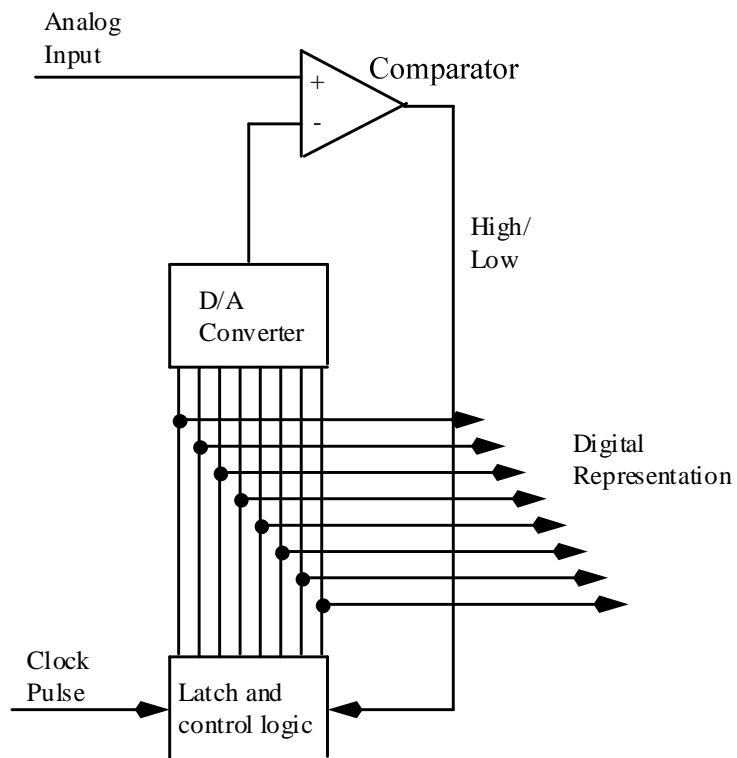 Analog
Input
Comparator
+
-
High/
Low
D/A
Converter
Digital
Representation
Clock
Pulse
Latch and
control logic